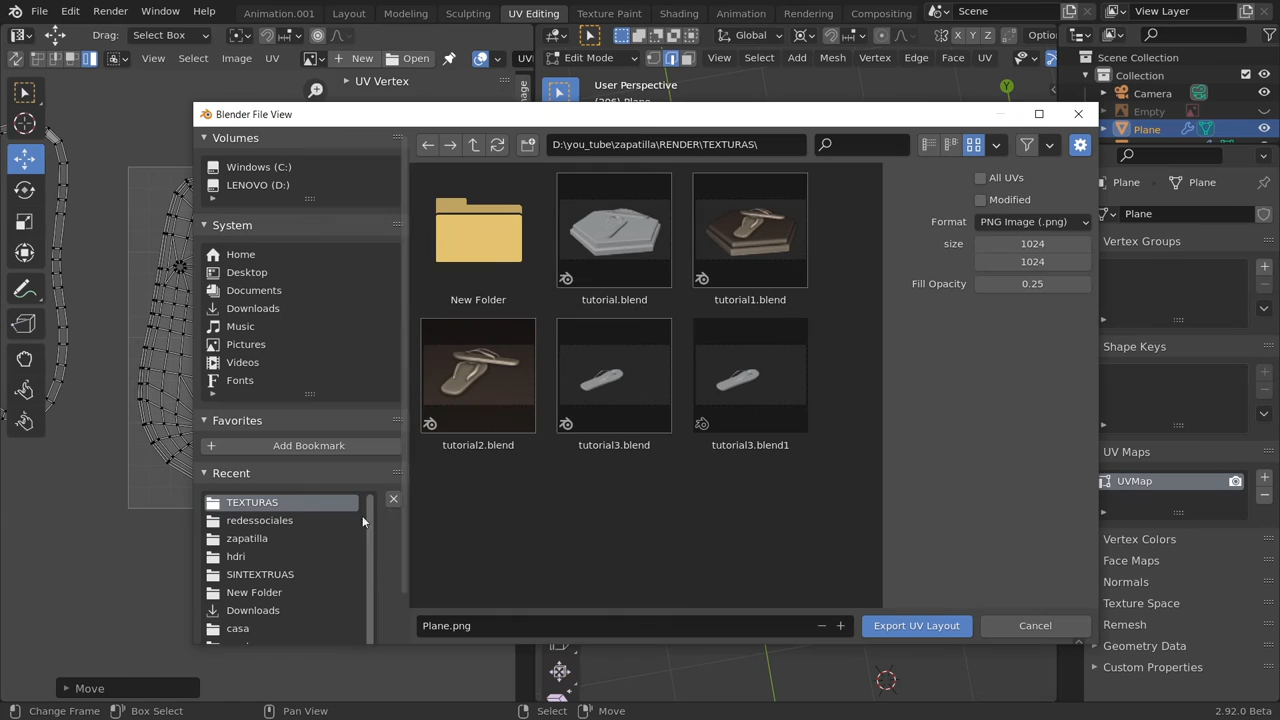 File Edit Render Window Help
Animation.001 Layout Modeling Sculpting UV Editing Texture Paint Shading Animation Rendering Compositing
Scene View Layer
Drag: Select Box
Global X Y Z
View Select Image UV + New Open
Edit Mode View Select Add Mesh Vertex Edge Face UV
UV Vertex
User Perspective
Scene Collection
Collection
Camera
Empty
Plane
Blender File View
Volumes
Windows (C:)
LENOVO (D:)
System
Home
Desktop
Documents
Downloads
Music
Pictures
Videos
Fonts
Favorites
+ Add Bookmark
Recent
TEXTURAS
redessociales
zapatilla
hdri
SINTEXTRUAS
New Folder
Downloads
casa
D:\you_tube\zapatilla\RENDER\TEXTURAS\
New Folder
tutorial.blend
tutorial1.blend
tutorial2.blend
tutorial3.blend
tutorial3.blend1
All UVs
Modified
Format PNG Image (.png)
size 1024
1024
Fill Opacity 0.25
Plane.png
Export UV Layout
Cancel
Plane Plane
Plane
Vertex Groups
Shape Keys
UV Maps
UVMap
Vertex Colors
Face Maps
Normals
Texture Space
Remesh
Geometry Data
Custom Properties
Move
Change Frame Box Select Pan View Select Move 2.92.0 Beta